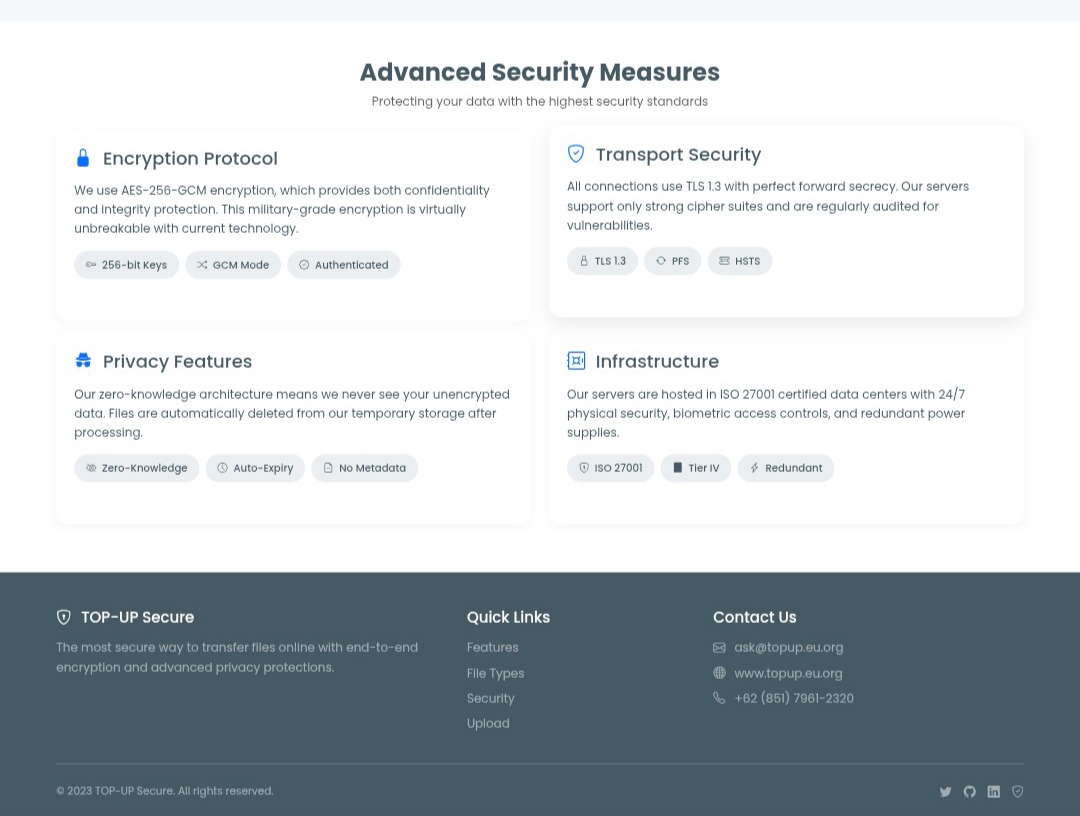 Advanced Security Measures
Protecting your data with the highest security standards
Encryption Protocol
We use AES-256-GCM encryption, which provides both confidentiality
and integrity protection. This military-grade encryption is virtually
unbreakable with current technology.
256-bit Keys
GCM Mode
Authenticated
Transport Security
All connections use TLS 1.3 with perfect forward secrecy. Our servers
support only strong cipher suites and are regularly audited for
vulnerabilities.
TLS 1.3
PFS
HSTS
Privacy Features
Our zero-knowledge architecture means we never see your unencrypted
data. Files are automatically deleted from our temporary storage after
processing.
Zero-Knowledge
Auto-Expiry
No Metadata
Infrastructure
Our servers are hosted in ISO 27001 certified data centers with 24/7
physical security, biometric access controls, and redundant power
supplies.
ISO 27001
Tier IV
Redundant
TOP-UP Secure
The most secure way to transfer files online with end-to-end
encryption and advanced privacy protections.
Quick Links
Features
File Types
Security
Upload
Contact Us
ask@topup.eu.org
www.topup.eu.org
+62 (851) 7961-2320
© 2023 TOP-UP Secure. All rights reserved.